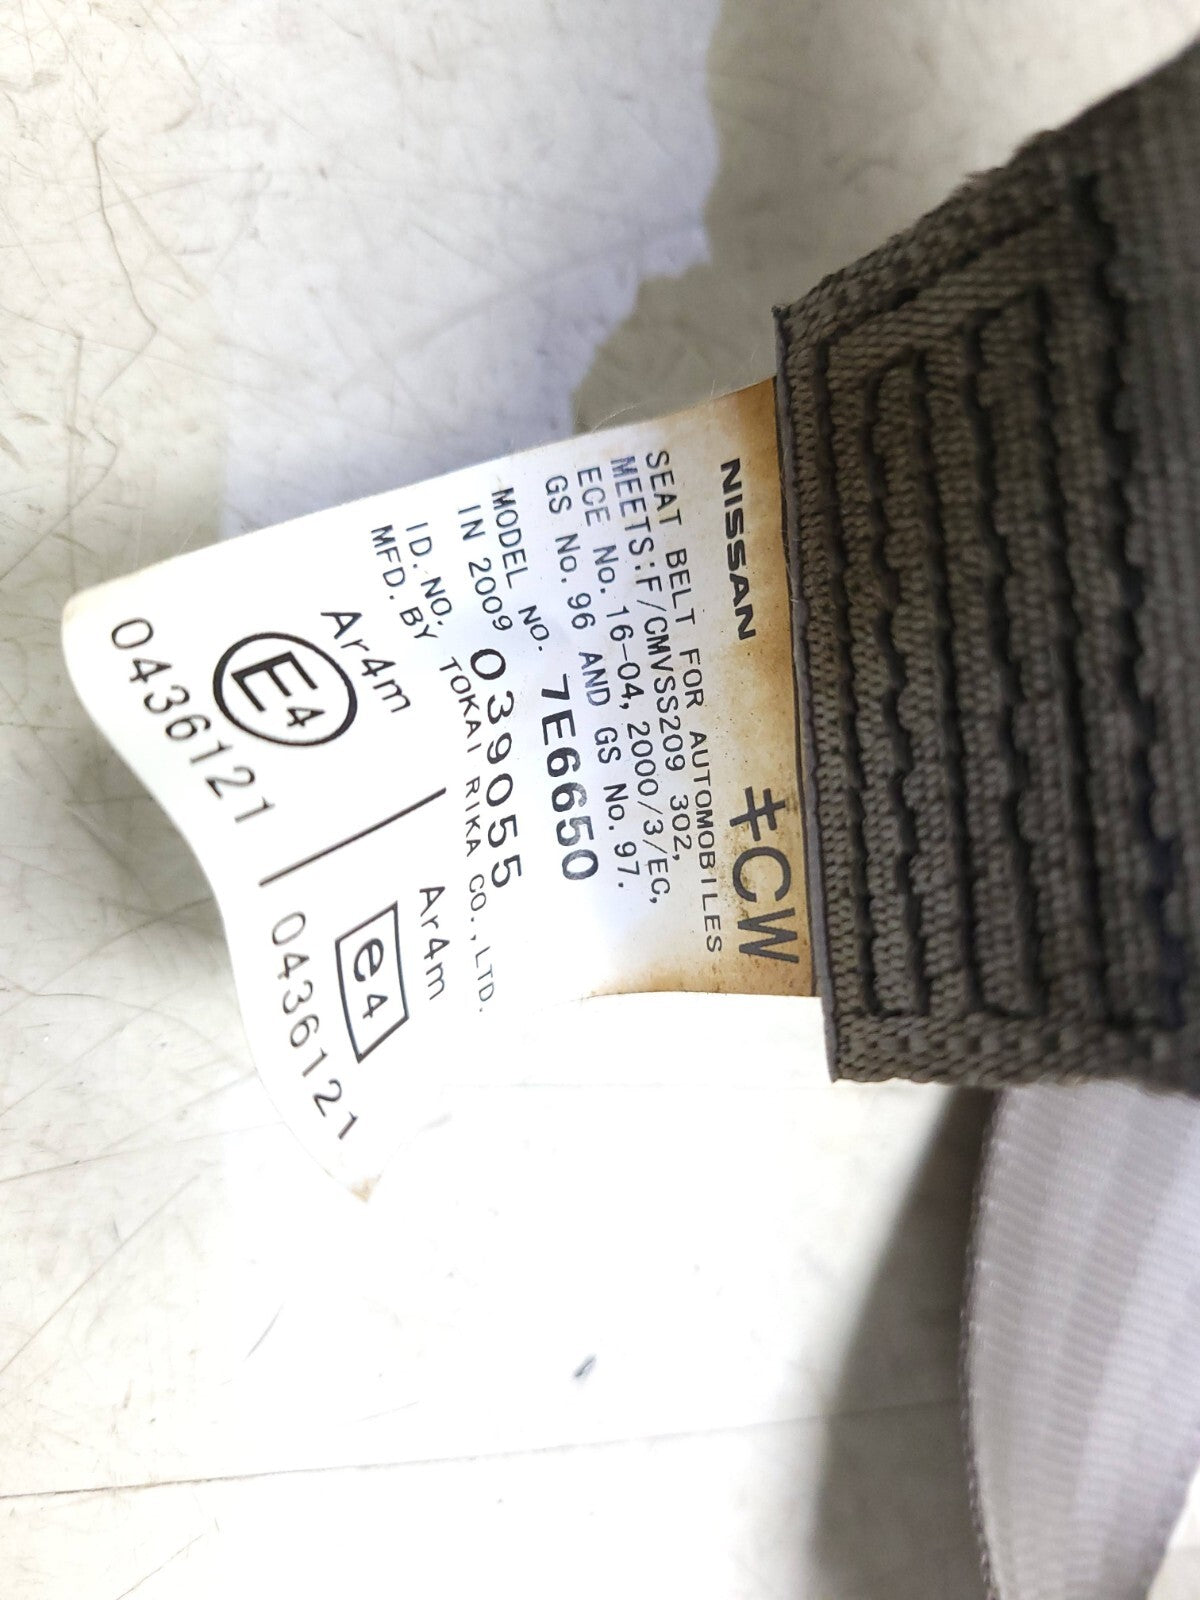 NISSAN ‡CW
SEAT BELT FOR AUTOMOBILES
MEETS:F/CMVSS209 302,
ECE No. 16-04, 2000/3/EC,
GS No. 96 AND GS No. 97.
MODEL NO. 7E6650
IN 2009
ID. NO. 039055
MFD. BY TOKAI RIKA CO., LTD.
Ar4m Ar4m
E4 e4
0436121 0436121